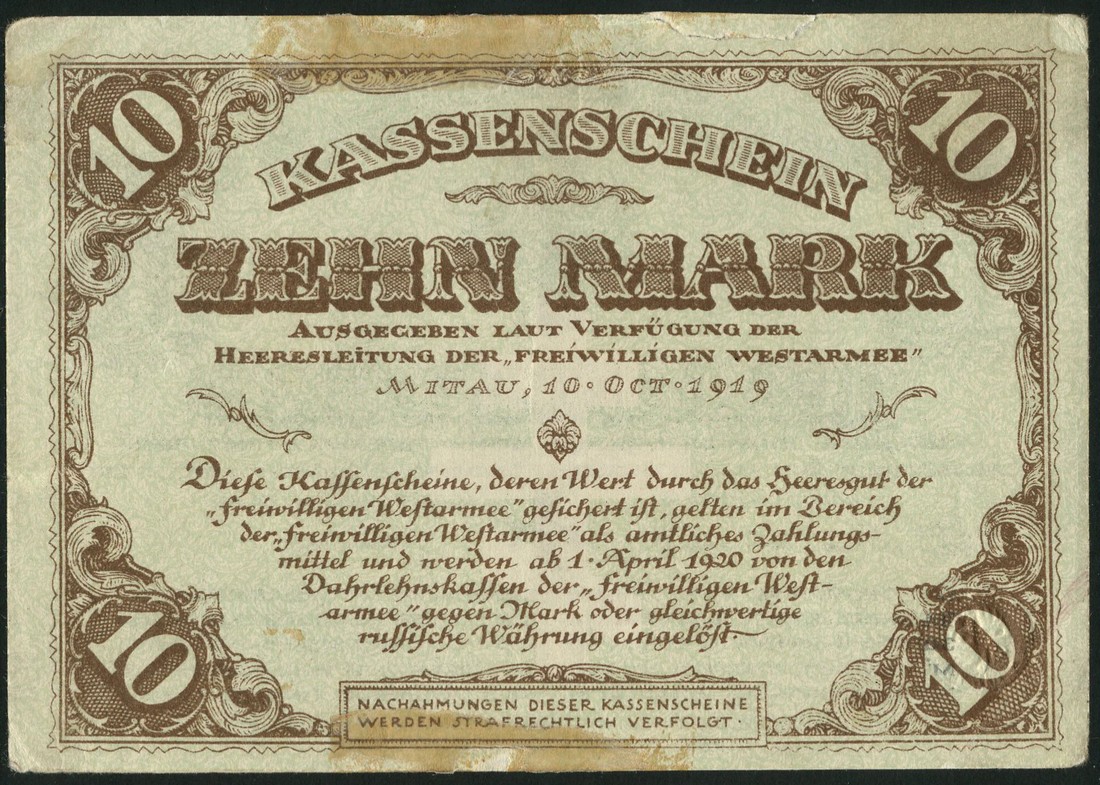 10
10
KASSENSCHEIN
ZEHN MARK
AUSGEGEBEN LAUT VERFÜGUNG DER
HEERESLEITUNG DER „FREIWILLIGEN WESTARMEE"
MITAU, 10 · OCT · 1919
Diese Kassenscheine, deren Wert durch das Heeresgut der
„freiwilligen Westarmee" gesichert ist, gelten im Bereich
der „freiwilligen Westarmee" als amtliches Zahlungs-
mittel und werden ab 1 · April 1920 von den
Dahrlehnskassen der „freiwilligen West-
armee" gegen Mark oder gleichwertige
russische Währung eingelöst ·
10
10
NACHAHMUNGEN DIESER KASSENSCHEINE
WERDEN STRAFRECHTLICH VERFOLGT ·